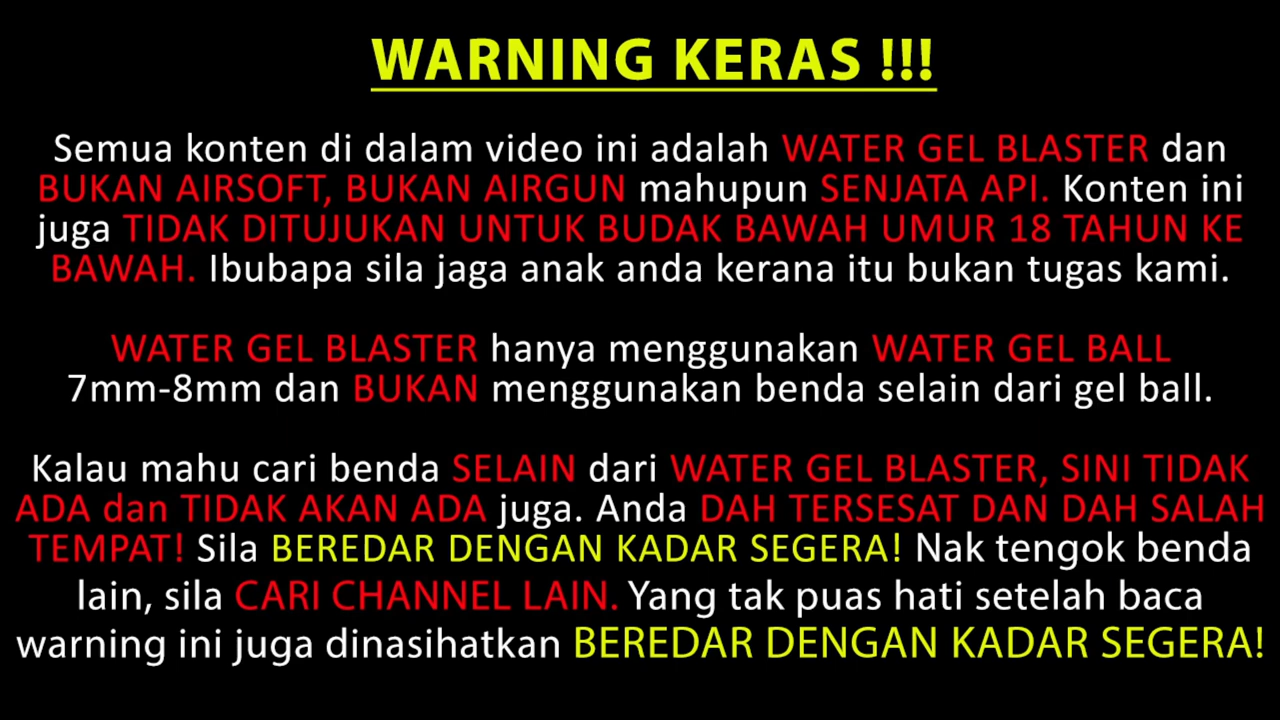 WARNING KERAS !!!
Semua konten di dalam video ini adalah WATER GEL BLASTER dan
BUKAN AIRSOFT, BUKAN AIRGUN mahupun SENJATA API. Konten ini
juga TIDAK DITUJUKAN UNTUK BUDAK BAWAH UMUR 18 TAHUN KE
BAWAH. Ibubapa sila jaga anak anda kerana itu bukan tugas kami.
WATER GEL BLASTER hanya menggunakan WATER GEL BALL
7mm-8mm dan BUKAN menggunakan benda selain dari gel ball.
Kalau mahu cari benda SELAIN dari WATER GEL BLASTER, SINI TIDAK
ADA dan TIDAK AKAN ADA juga. Anda DAH TERSESAT DAN DAH SALAH
TEMPAT! Sila BEREDAR DENGAN KADAR SEGERA! Nak tengok benda
lain, sila CARI CHANNEL LAIN. Yang tak puas hati setelah baca
warning ini juga dinasihatkan BEREDAR DENGAN KADAR SEGERA!